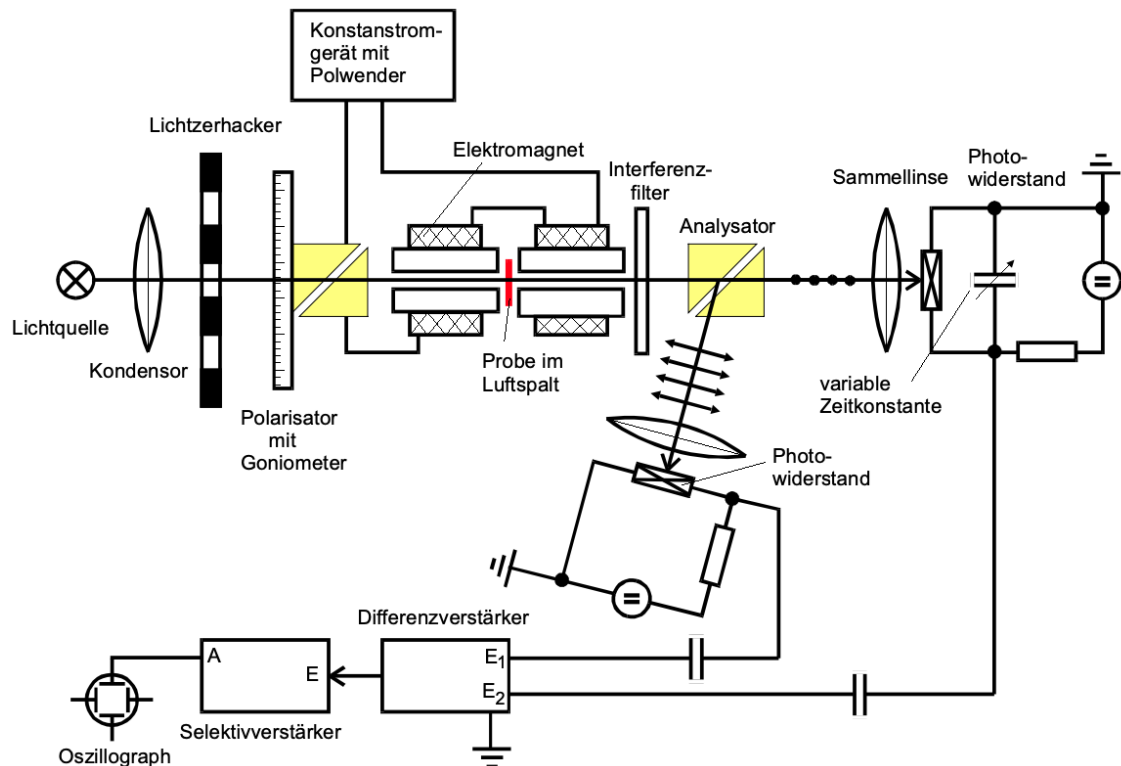 Konstanstrom-
gerät mit
Polwender
Lichtzerhacker
Elektromagnet
Interferenz-
filter
Analysator
Sammellinse
Photo-
widerstand
Lichtquelle
Kondensor
Polarisator
mit
Goniometer
Probe im
Luftspalt
variable
Zeitkonstante
Photo-
widerstand
Differenzverstärker
A
E
E1
E2
Selektivverstärker
Oszillograph